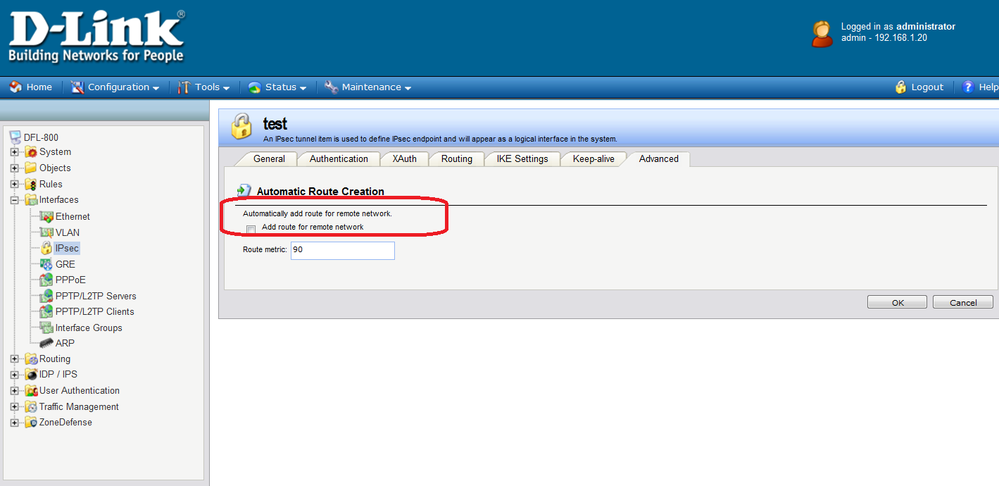 D-Link®
Building Networks for People
Logged in as administrator
admin - 192.168.1.20
Home Configuration Tools Status Maintenance Logout Help
DFL-800
System
Objects
Rules
Interfaces
Ethernet
VLAN
IPsec
GRE
PPPoE
PPTP/L2TP Servers
PPTP/L2TP Clients
Interface Groups
ARP
Routing
IDP / IPS
User Authentication
Traffic Management
ZoneDefense
test
An IPsec tunnel item is used to define IPsec endpoint and will appear as a logical interface in the system.
General Authentication XAuth Routing IKE Settings Keep-alive Advanced
Automatic Route Creation
Automatically add route for remote network.
Add route for remote network
Route metric: 90
OK Cancel